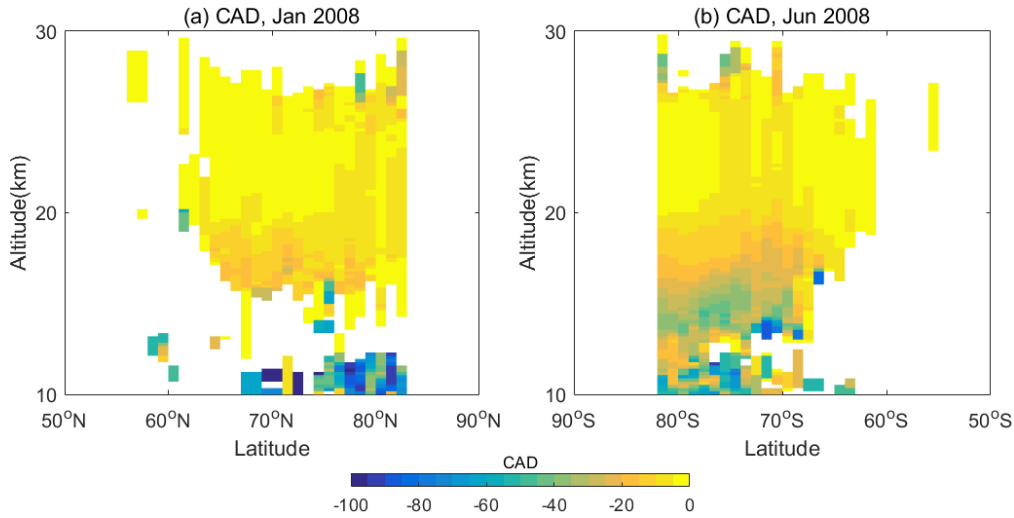 (a) CAD, Jan 2008
(b) CAD, Jun 2008
30
20
10
Altitude(km)
50°N 60°N 70°N 80°N 90°N
Latitude
30
20
10
Altitude(km)
90°S 80°S 70°S 60°S 50°S
Latitude
CAD
-100 -80 -60 -40 -20 0